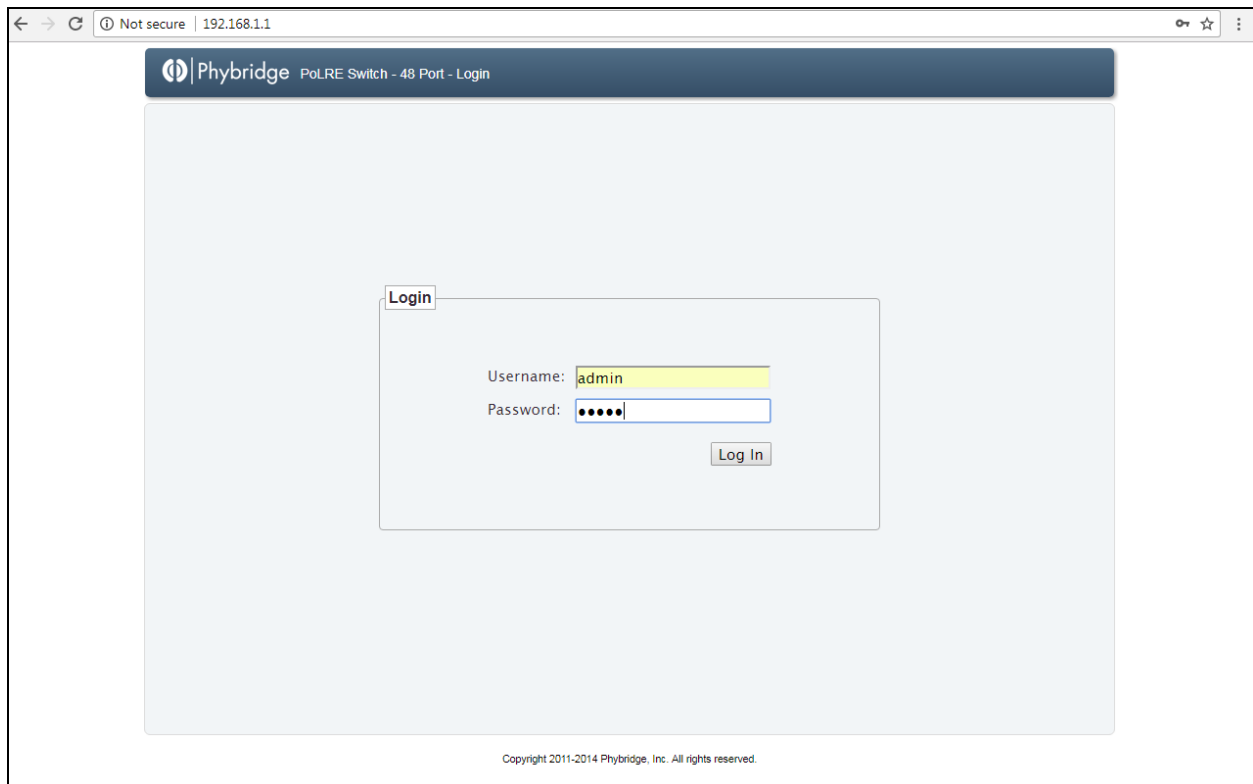 Not secure | 192.168.1.1
Phybridge PoLRE Switch - 48 Port - Login
Login
Username: admin
Password: •••••
Log In
Copyright 2011-2014 Phybridge, Inc. All rights reserved.